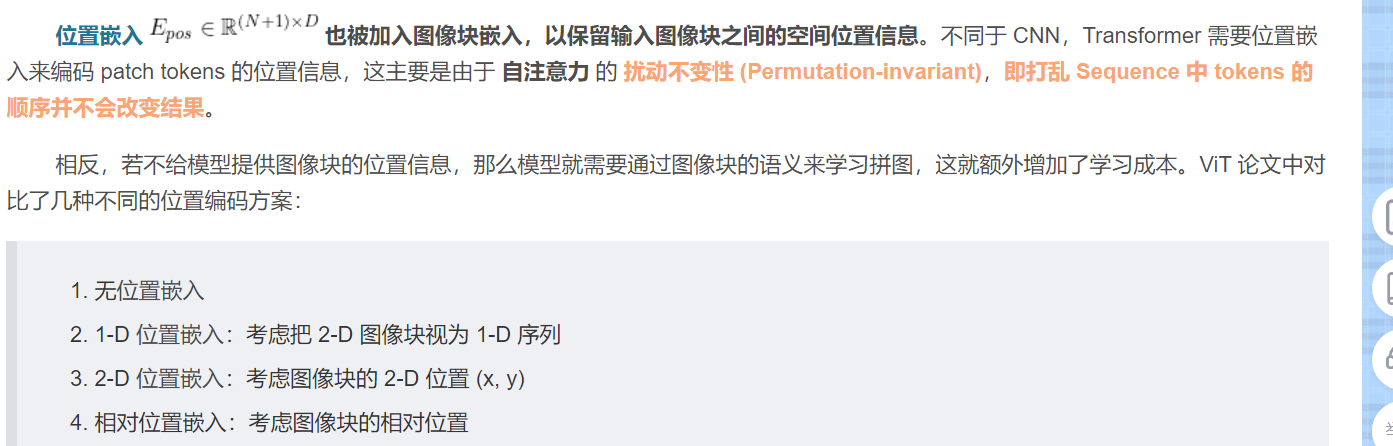 位置嵌入 E_pos ∈ ℝ^(N+1)×D 也被加入图像块嵌入，以保留输入图像块之间的空间位置信息。不同于 CNN，Transformer 需要位置嵌
入来编码 patch tokens 的位置信息，这主要是由于 自注意力 的 扰动不变性 (Permutation-invariant)，即打乱 Sequence 中 tokens 的
顺序并不会改变结果。
相反，若不给模型提供图像块的位置信息，那么模型就需要通过图像块的语义来学习拼图，这就额外增加了学习成本。ViT 论文中对
比了几种不同的位置编码方案：
1. 无位置嵌入
2. 1-D 位置嵌入：考虑把 2-D 图像块视为 1-D 序列
3. 2-D 位置嵌入：考虑图像块的 2-D 位置 (x, y)
4. 相对位置嵌入：考虑图像块的相对位置